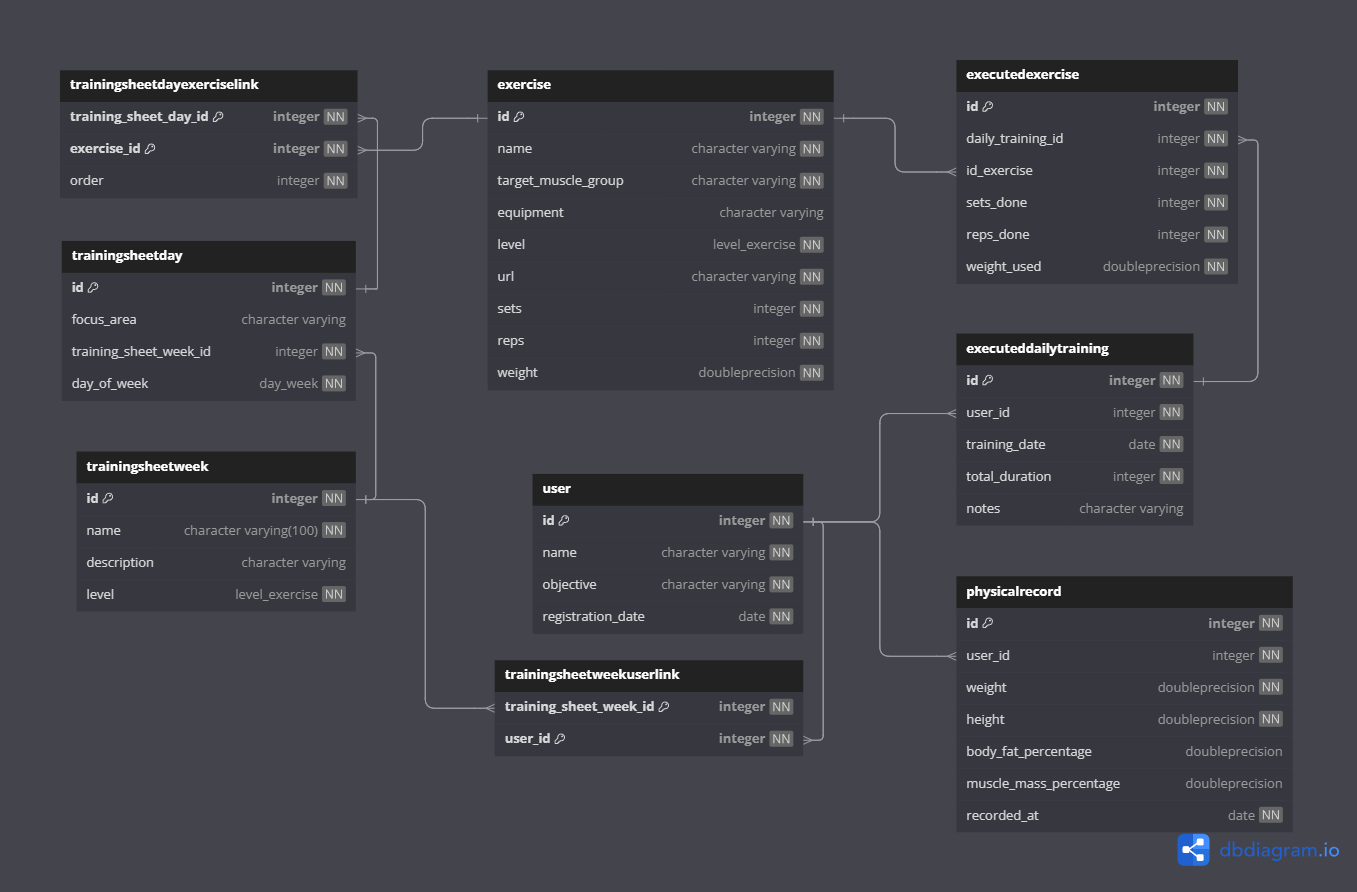 trainingsheetdayexerciselink
training_sheet_day_id integer NN
exercise_id integer NN
order integer NN
trainingsheetday
id integer NN
focus_area character varying
training_sheet_week_id integer NN
day_of_week day_week NN
trainingsheetweek
id integer NN
name character varying(100) NN
description character varying
level level_exercise NN
exercise
id integer NN
name character varying NN
target_muscle_group character varying NN
equipment character varying
level level_exercise NN
url character varying NN
sets integer NN
reps integer NN
weight doubleprecision NN
user
id integer NN
name character varying NN
objective character varying NN
registration_date date NN
trainingsheetweekuserlink
training_sheet_week_id integer NN
user_id integer NN
executedexercise
id integer NN
daily_training_id integer NN
id_exercise integer NN
sets_done integer NN
reps_done integer NN
weight_used doubleprecision NN
executeddailytraining
id integer NN
user_id integer NN
training_date date NN
total_duration integer NN
notes character varying
physicalrecord
id integer NN
user_id integer NN
weight doubleprecision NN
height doubleprecision NN
body_fat_percentage doubleprecision
muscle_mass_percentage doubleprecision
recorded_at date NN
dbdiagram.io